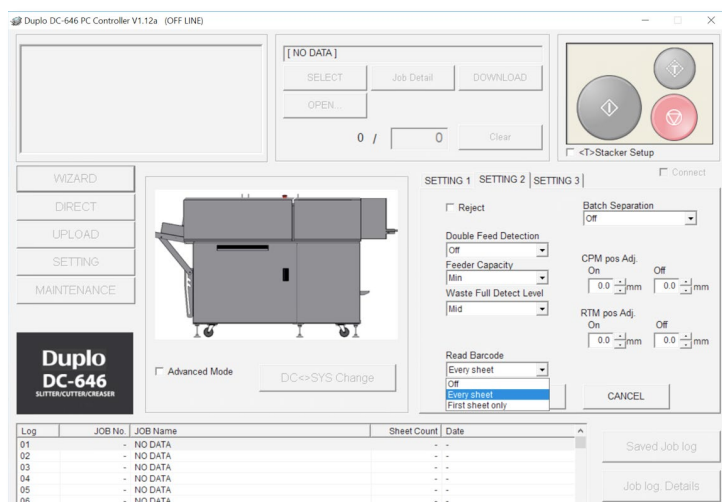 Duplo DC-646 PC Controller V1.12a (OFF LINE)
[ NO DATA ]
SELECT
Job Detail
DOWNLOAD
OPEN...
0 / 0
Clear
T
<T>Stacker Setup
WIZARD
DIRECT
UPLOAD
SETTING
MAINTENANCE
Duplo
DC-646
SLITTER/CUTTER/CREASER
Advanced Mode
DC<>SYS Change
Connect
SETTING 1 SETTING 2 SETTING 3
Reject
Batch Separation
Off
Double Feed Detection
Off
Feeder Capacity
Min
Waste Full Detect Level
Mid
CPM pos Adj.
On Off
0.0 mm 0.0 mm
RTM pos Adj.
On Off
0.0 mm 0.0 mm
Read Barcode
Every sheet
Off
Every sheet
First sheet only
CANCEL
Log JOB No. JOB Name Sheet Count Date
01 - NO DATA - -
02 - NO DATA - -
03 - NO DATA - -
04 - NO DATA - -
05 - NO DATA - -
06 - NO DATA - -
Saved Job log
Job log. Details